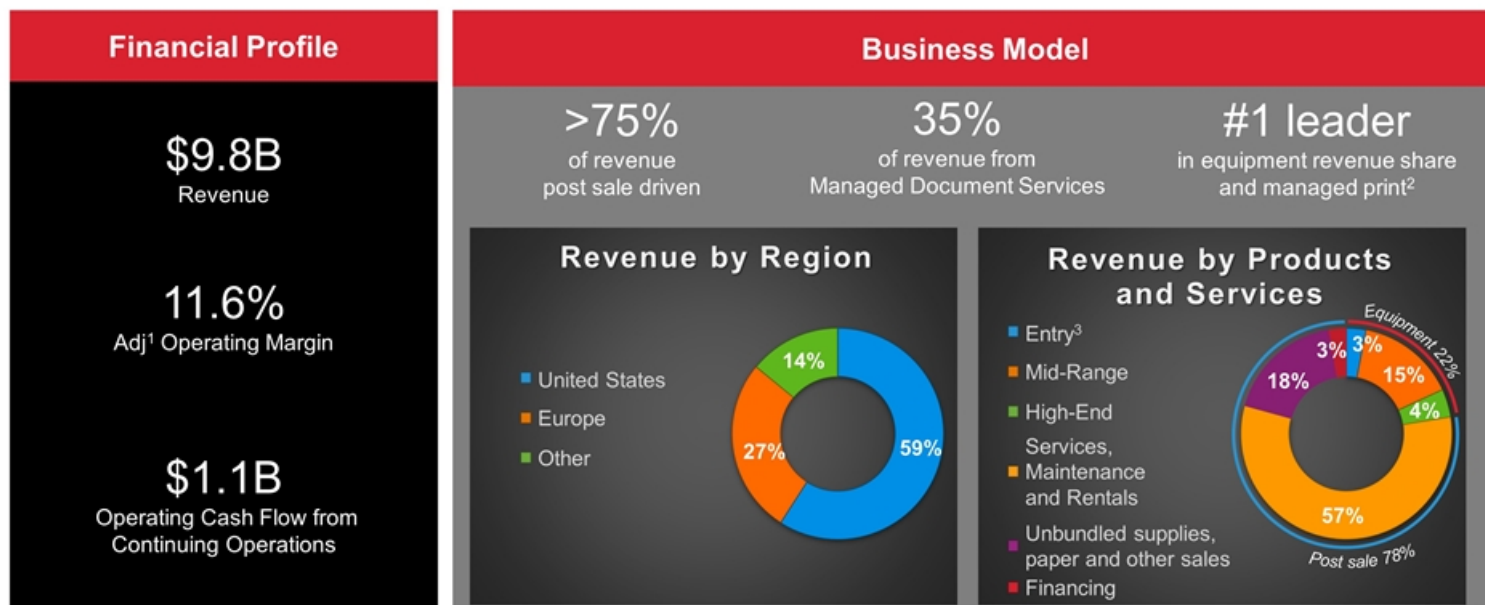 Financial Profile
$9.8B
Revenue
11.6%
Adj¹ Operating Margin
$1.1B
Operating Cash Flow from
Continuing Operations
Business Model
>75%
of revenue
post sale driven
35%
of revenue from
Managed Document Services
#1 leader
in equipment revenue share
and managed print²
Revenue by Region
United States
Europe
Other
14%
27%
59%
Revenue by Products
and Services
Entry³
Mid-Range
High-End
Services,
Maintenance
and Rentals
Unbundled supplies,
paper and other sales
Financing
Equipment 22%
3%
3%
15%
18%
4%
57%
Post sale 78%